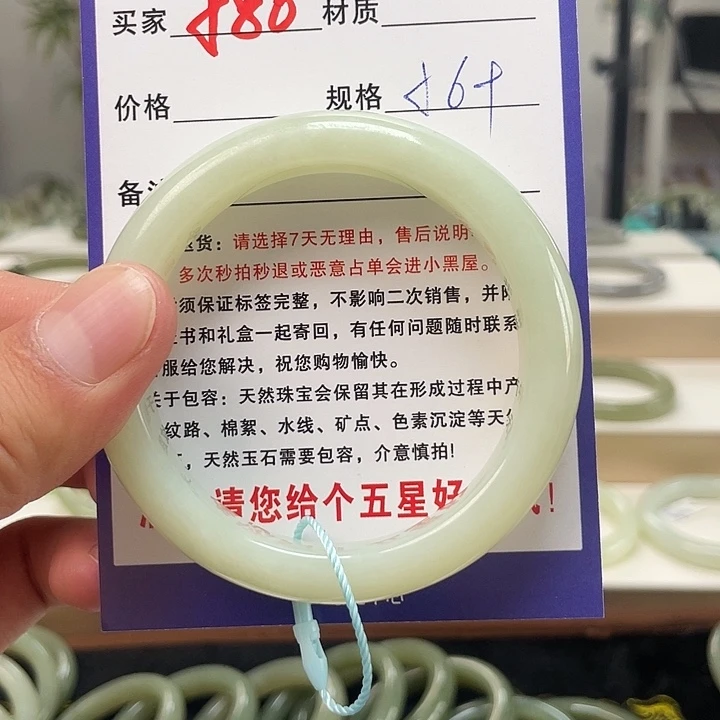 买家 880 材质
价格 规格 64
备
退货：请选择7天无理由，售后说明
多次秒拍秒退或恶意占单会进小黑屋。
须保证标签完整，不影响二次销售，并
书和礼盒一起寄回，有任何问题随时联系
服给您解决，祝您购物愉快。
关于包容：天然珠宝会保留其在形成过程中产
纹路、棉絮、水线、矿点、色素沉淀等天
，天然玉石需要包容，介意慎拍!
请您给个五星好